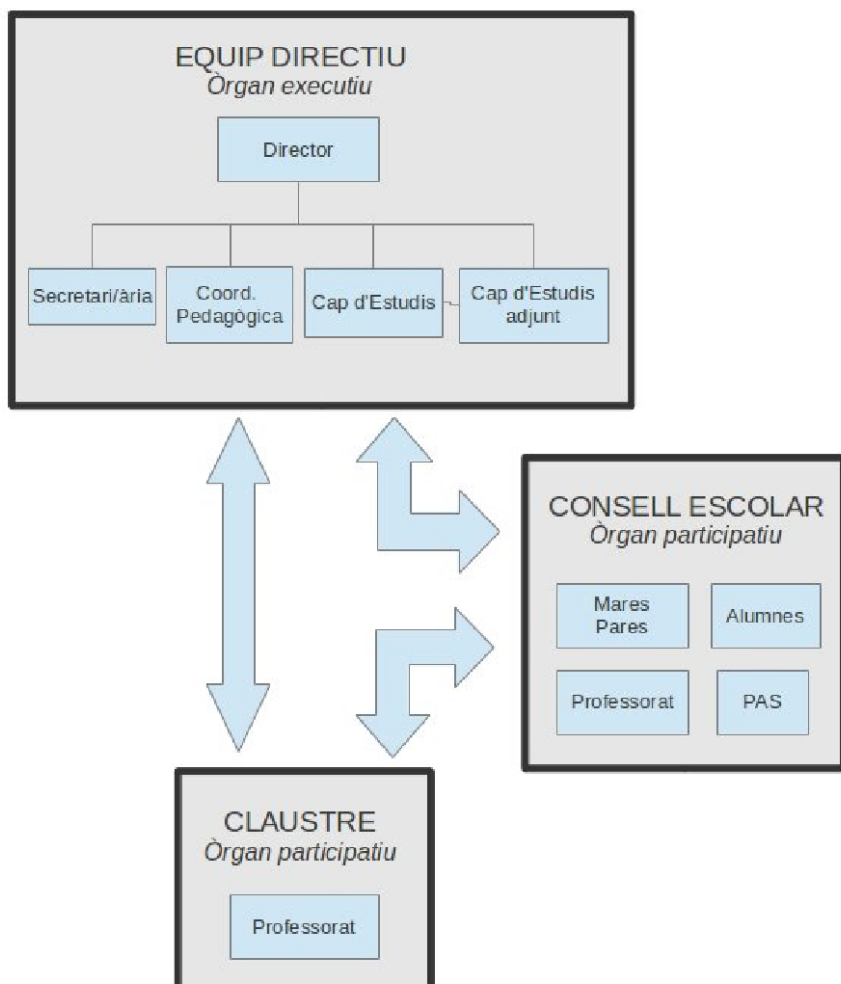 EQUIP DIRECTIU
Òrgan executiu
Director
Secretari/ària
Coord.
Pedagògica
Cap d'Estudis
Cap d'Estudis
adjunt
CONSELL ESCOLAR
Òrgan participatiu
Mares
Pares
Alumnes
Professorat
PAS
CLAUSTRE
Òrgan participatiu
Professorat